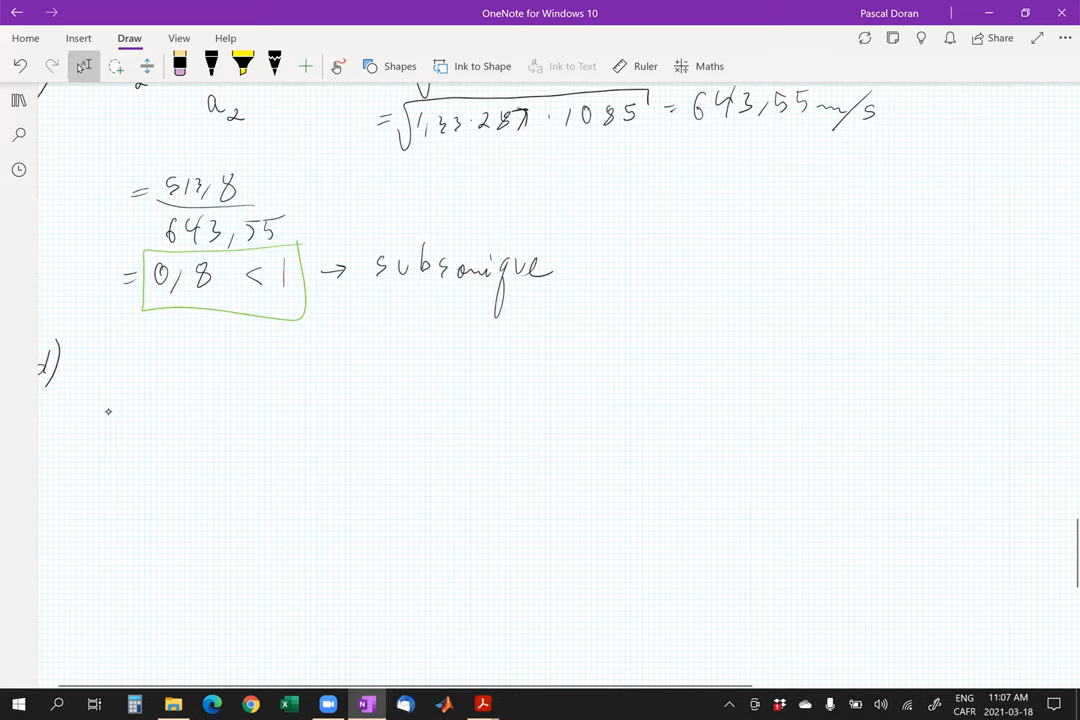 OneNote for Windows 10
Pascal Doran
Home Insert Draw View Help
Share
Shapes Ink to Shape Ink to Text Ruler Maths
2
a2
= √1,33 · 287 · 1085 = 643,55 m/s
= 513,8
643,55
= 0,8 < 1 → subsonique
d)
ENG
CAFR
11:07 AM
2021-03-18